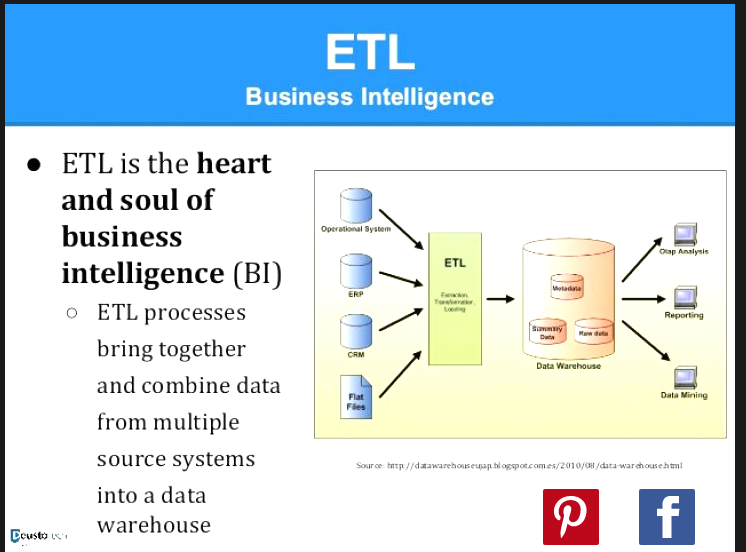 ETL
Business Intelligence
● ETL is the heart
and soul of
business
intelligence (BI)
○ ETL processes
bring together
and combine data
from multiple
source systems
into a data
warehouse
Operational System
ERP
CRM
Flat
Files
ETL
Extraction,
Transformation,
Loading
Metadata
Summary
Data
Raw data
Data Warehouse
Olap Analysis
Reporting
Data Mining
Source: http://datawarehouseujap.blogspot.com.es/2010/08/data-warehouse.html